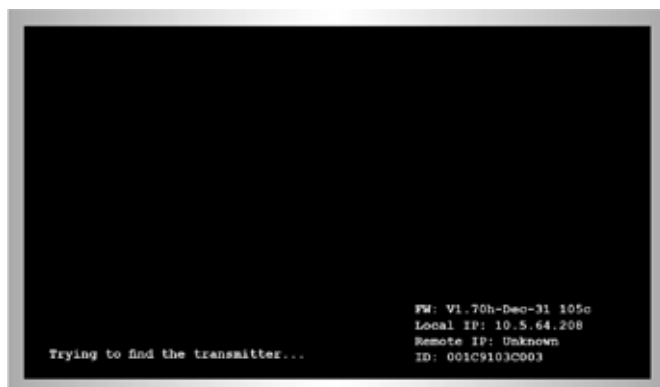 FW: V1.70h-Dec-31 105c
Local IP: 10.5.64.208
Remote IP: Unknown
Trying to find the transmitter...
ID: 001C9103C003